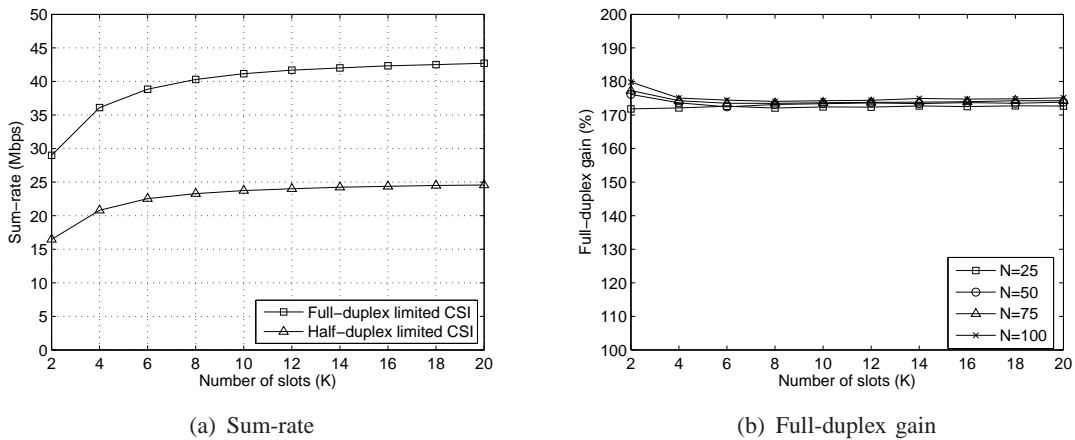 50
45
40
35
30
25
20
15
10
5
0
Sum-rate (Mbps)
2 4 6 8 10 12 14 16 18 20
Number of slots (K)
Full-duplex limited CSI
Half-duplex limited CSI
(a) Sum-rate
200
190
180
170
160
150
140
130
120
110
100
Full-duplex gain (%)
2 4 6 8 10 12 14 16 18 20
Number of slots (K)
N=25
N=50
N=75
N=100
(b) Full-duplex gain